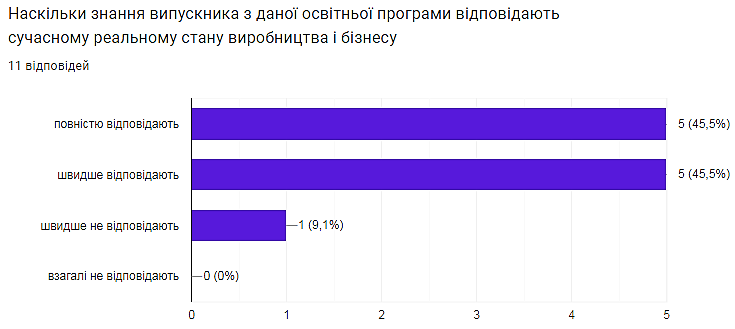 Наскільки знання випускника з даної освітньої програми відповідають
сучасному реальному стану виробництва і бізнесу
11 відповідей
повністю відповідають
5 (45,5%)
швидше відповідають
5 (45,5%)
швидше не відповідають
1 (9,1%)
взагалі не відповідають
0 (0%)
0 1 2 3 4 5